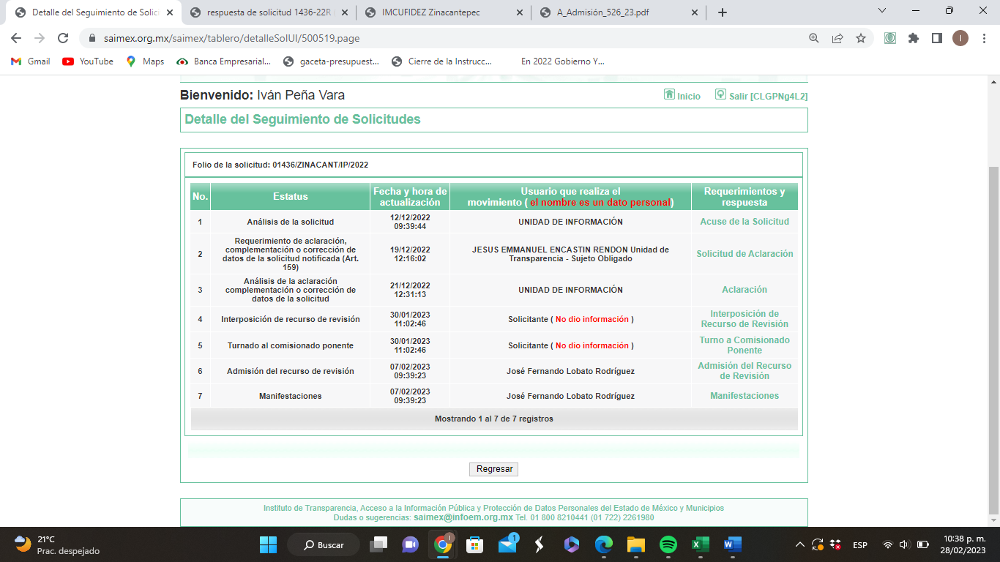 Detalle del Seguimiento de Solici
respuesta de solicitud 1436-22R
IMCUFIDEZ Zinacantepec
A_Admisión_526_23.pdf
saimex.org.mx/saimex/tablero/detalleSolUI/500519.page
I
Gmail
YouTube
Maps
Banca Empresarial...
gaceta-presupuest...
Cierre de la Instrucc...
En 2022 Gobierno Y...
Bienvenido: Iván Peña Vara
Inicio
Salir [CLGPNg4L2]
Detalle del Seguimiento de Solicitudes
Folio de la solicitud: 01436/ZINACANT/IP/2022
No.
Estatus
Fecha y hora de
actualización
Usuario que realiza el
movimiento ( el nombre es un dato personal)
Requerimientos y
respuesta
1
Análisis de la solicitud
12/12/2022
09:39:44
UNIDAD DE INFORMACIÓN
Acuse de la Solicitud
2
Requerimiento de aclaración,
complementación o corrección de
datos de la solicitud notificada (Art.
159)
19/12/2022
12:16:02
JESUS EMMANUEL ENCASTIN RENDON Unidad de
Transparencia - Sujeto Obligado
Solicitud de Aclaración
3
Análisis de la aclaración
complementación o corrección de
datos de la solicitud
21/12/2022
12:31:13
UNIDAD DE INFORMACIÓN
Aclaración
4
Interposición de recurso de revisión
30/01/2023
11:02:46
Solicitante ( No dio información )
Interposición de
Recurso de Revisión
5
Turnado al comisionado ponente
30/01/2023
11:02:46
Solicitante ( No dio información )
Turno a Comisionado
Ponente
6
Admisión del recurso de revisión
07/02/2023
09:39:23
José Fernando Lobato Rodríguez
Admisión del Recurso
de Revisión
7
Manifestaciones
07/02/2023
09:39:23
José Fernando Lobato Rodríguez
Manifestaciones
Mostrando 1 al 7 de 7 registros
Regresar
Instituto de Transparencia, Acceso a la Información Pública y Protección de Datos Personales del Estado de México y Municipios
Dudas o sugerencias: saimex@infoem.org.mx Tel. 01 800 8210441 (01 722) 2261980
21°C
Prac. despejado
Buscar
1
ESP
10:38 p. m.
28/02/2023